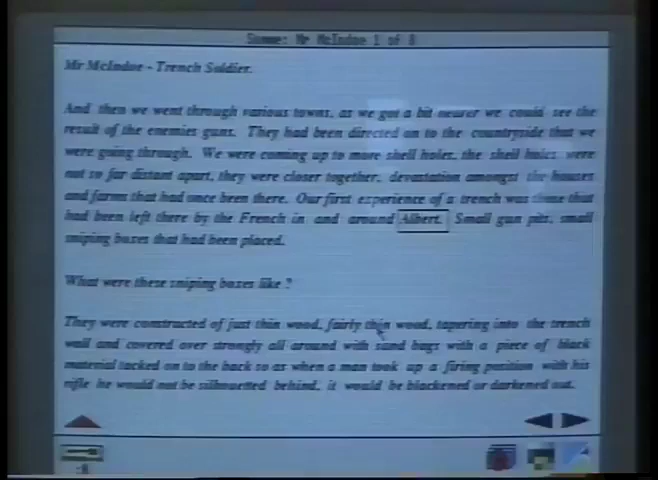 Somme: Mr McIndoe 1 of 8
Mr McIndoe - Trench Soldier.
And then we went through various towns, as we got a bit nearer we could see the
result of the enemies guns. They had been directed on to the countryside that we
were going through. We were coming up to more shell holes, the shell holes were
not so far distant apart, they were closer together, devastation amongst the houses
and farms that had once been there. Our first experience of a trench was those that
had been left there by the French in and around Albert. Small gun pits, small
sniping boxes that had been placed.
What were these sniping boxes like ?
They were constructed of just thin wood, fairly thin wood, tapering into the trench
wall and covered over strongly all around with sand bags with a piece of black
material tacked on to the back so as when a man took up a firing position with his
rifle he would not be silhouetted behind, it would be blackened or darkened out.